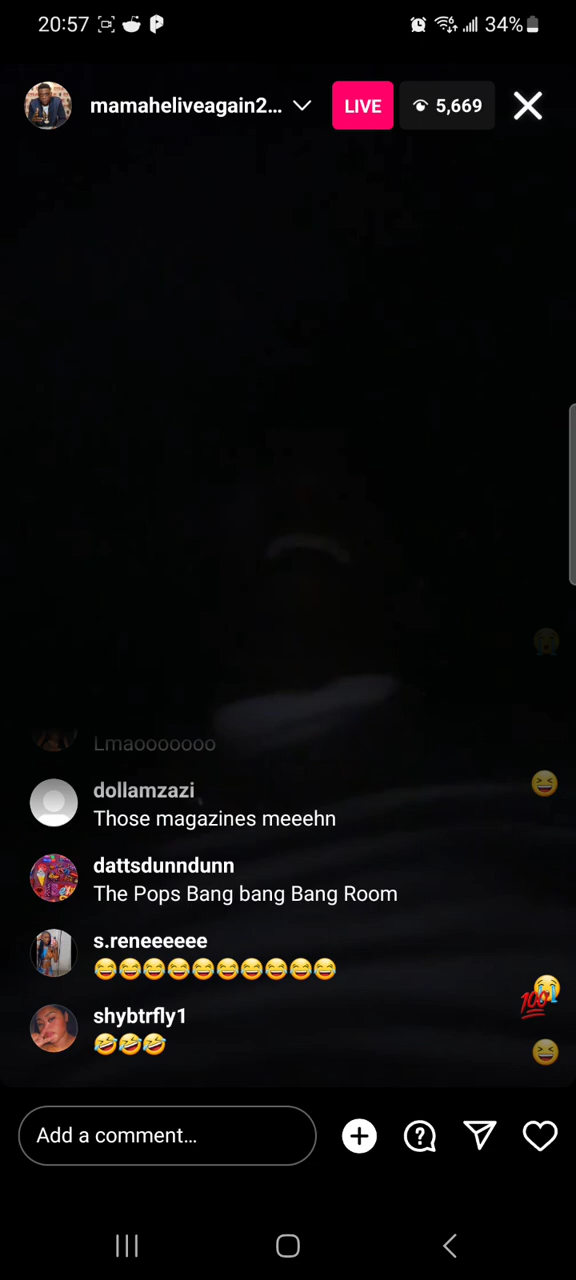 20:57
34%
mamaheliveagain2...
LIVE
5,669
Lmaooooooo
dollamzazi
Those magazines meeehn
dattsdunndunn
The Pops Bang bang Bang Room
s.reneeeeee
😂😂😂😂😂😂😂😂😂😂
shybtrfly1
🤣🤣🤣
💯
Add a comment...